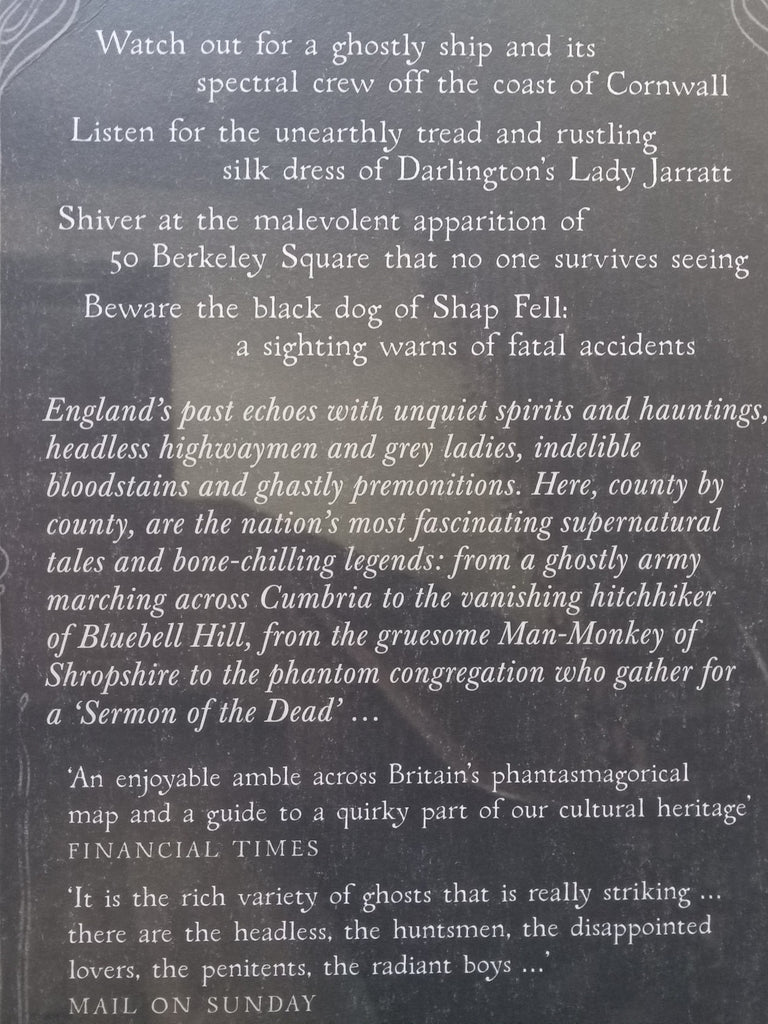 Watch out for a ghostly ship and its
spectral crew off the coast of Cornwall
Listen for the unearthly tread and rustling
silk dress of Darlington's Lady Jarratt
Shiver at the malevolent apparition of
50 Berkeley Square that no one survives seeing
Beware the black dog of Shap Fell:
a sighting warns of fatal accidents
England's past echoes with unquiet spirits and hauntings,
headless highwaymen and grey ladies, indelible
bloodstains and ghastly premonitions. Here, county by
county, are the nation's most fascinating supernatural
tales and bone-chilling legends: from a ghostly army
marching across Cumbria to the vanishing hitchhiker
of Bluebell Hill, from the gruesome Man-Monkey of
Shropshire to the phantom congregation who gather for
a ‘Sermon of the Dead’ …
‘An enjoyable amble across Britain's phantasmagorical
map and a guide to a quirky part of our cultural heritage’
FINANCIAL TIMES
‘It is the rich variety of ghosts that is really striking …
there are the headless, the huntsmen, the disappointed
lovers, the penitents, the radiant boys …’
MAIL ON SUNDAY